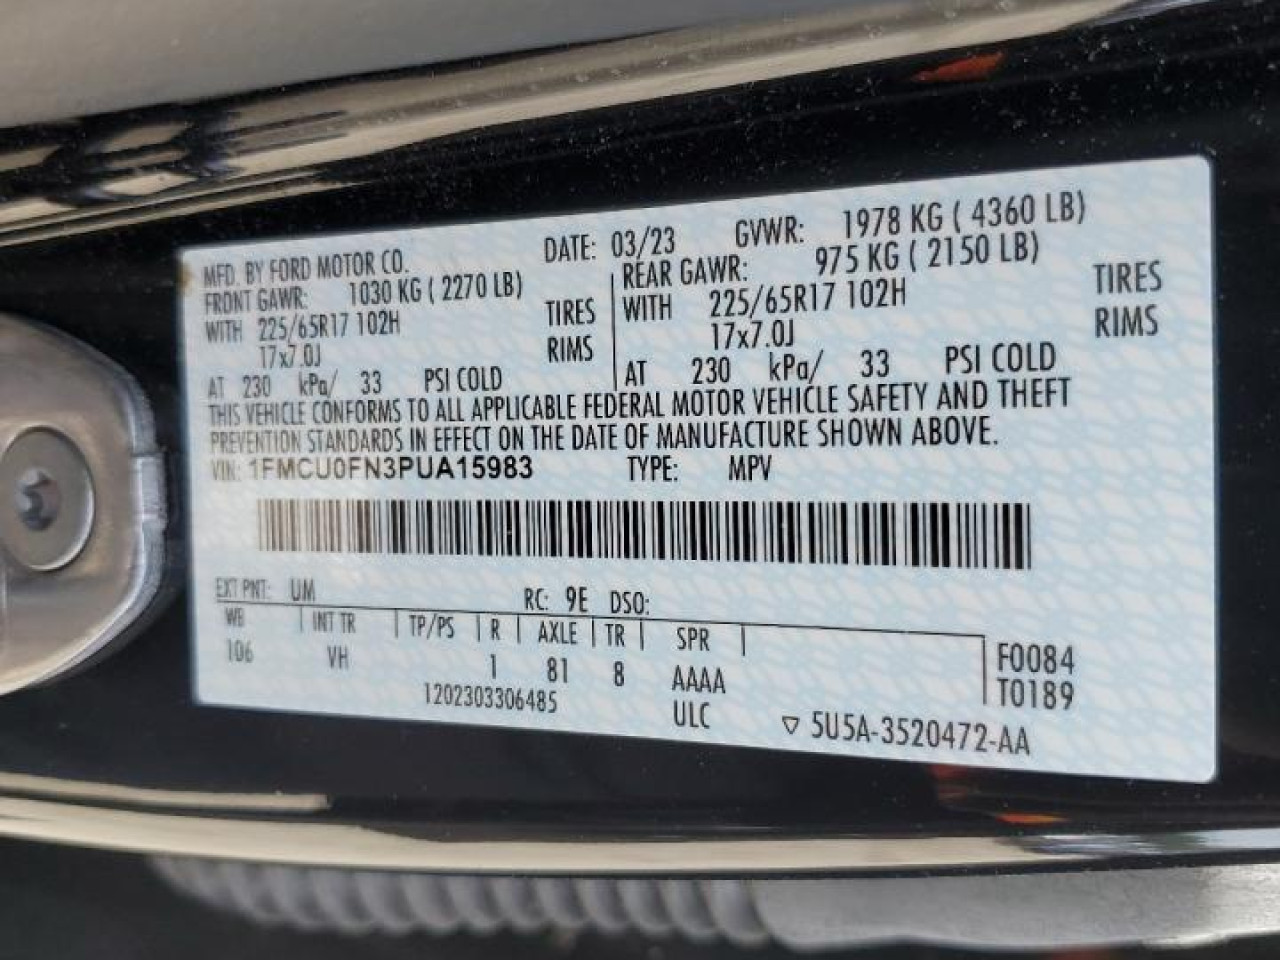 MFD. BY FORD MOTOR CO.
DATE: 03/23 GVWR: 1978 KG ( 4360 LB)
FRONT GAWR: 1030 KG ( 2270 LB)
WITH 225/65R17 102H TIRES
17x7.0J RIMS
AT 230 kPa/ 33 PSI COLD
REAR GAWR: 975 KG ( 2150 LB)
WITH 225/65R17 102H TIRES
17x7.0J RIMS
AT 230 kPa/ 33 PSI COLD
THIS VEHICLE CONFORMS TO ALL APPLICABLE FEDERAL MOTOR VEHICLE SAFETY AND THEFT
PREVENTION STANDARDS IN EFFECT ON THE DATE OF MANUFACTURE SHOWN ABOVE.
VIN: 1FMCU0FN3PUA15983 TYPE: MPV
EXT PNT: UM RC: 9E DSO:
WB INT TR TP/PS R AXLE TR SPR
106 VH 1 81 8 AAAA
F0084
T0189
1202303306485 ULC ▽ 5U5A-3520472-AA